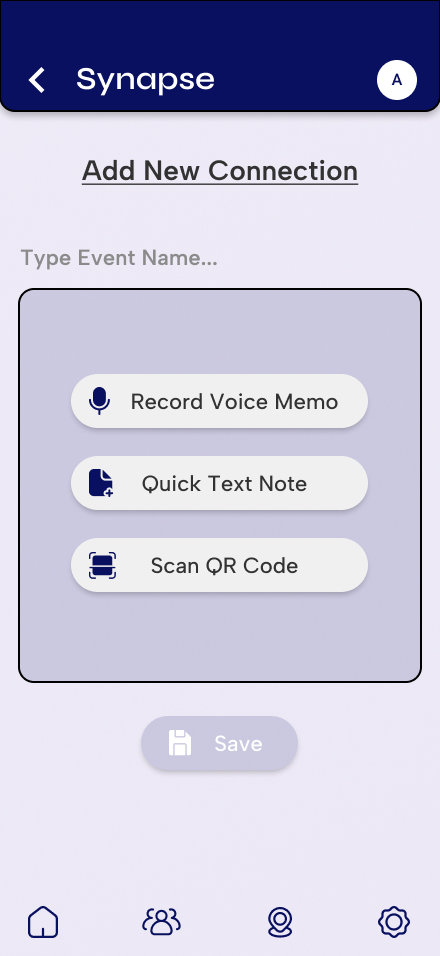 Synapse
A
Add New Connection
Type Event Name...
Record Voice Memo
Quick Text Note
Scan QR Code
Save